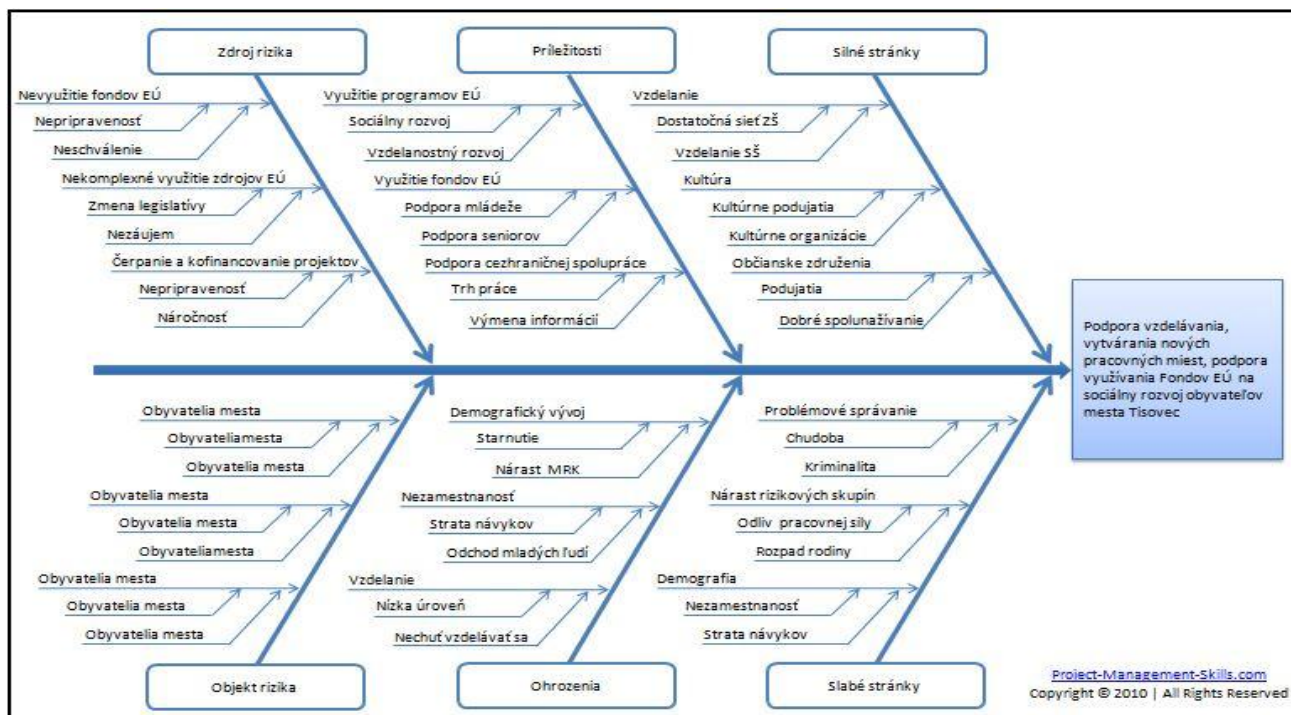 Zdroj rizika
Príležitosti
Silné stránky
Nevyužitie fondov EÚ
Nepripravenosť
Neschválenie
Nekomplexné využitie zdrojov EÚ
Zmena legislatívy
Nezáujem
Čerpanie a kofinancovanie projektov
Nepripravenosť
Náročnosť
Využitie programov EÚ
Sociálny rozvoj
Vzdelanostný rozvoj
Využitie fondov EÚ
Podpora mládeže
Podpora seniorov
Podpora cezhraničnej spolupráce
Trh práce
Výmena informácií
Vzdelanie
Dostatočná sieť ZŠ
Vzdelanie SŠ
Kultúra
Kultúrne podujatia
Kultúrne organizácie
Občianske združenia
Podujatia
Dobré spolunažívanie
Podpora vzdelávania,
vytvárania nových
pracovných miest, podpora
využívania Fondov EÚ na
sociálny rozvoj obyvateľov
mesta Tisovec
Obyvatelia mesta
Obyvateliamesta
Obyvatelia mesta
Obyvatelia mesta
Obyvatelia mesta
Obyvateliamesta
Obyvatelia mesta
Obyvatelia mesta
Obyvatelia mesta
Demografický vývoj
Starnutie
Nárast MRK
Nezamestnanosť
Strata návykov
Odchod mladých ľudí
Vzdelanie
Nízka úroveň
Nechuť vzdelávať sa
Problémové správanie
Chudoba
Kriminalita
Nárast rizikových skupín
Odliv pracovnej sily
Rozpad rodiny
Demografia
Nezamestnanosť
Strata návykov
Objekt rizika
Ohrozenia
Slabé stránky
Project-Management-Skills.com
Copyright © 2010 | All Rights Reserved